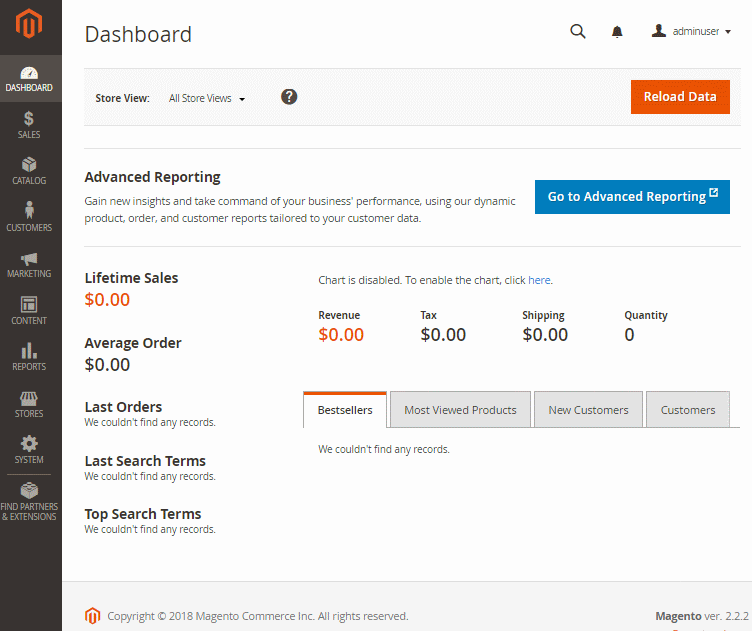 Dashboard
adminuser
DASHBOARD
SALES
CATALOG
CUSTOMERS
MARKETING
CONTENT
REPORTS
STORES
SYSTEM
FIND PARTNERS
& EXTENSIONS
Store View: All Store Views ?
Reload Data
Advanced Reporting
Gain new insights and take command of your business' performance, using our dynamic
product, order, and customer reports tailored to your customer data.
Go to Advanced Reporting
Lifetime Sales
$0.00
Average Order
$0.00
Last Orders
We couldn't find any records.
Last Search Terms
We couldn't find any records.
Top Search Terms
We couldn't find any records.
Chart is disabled. To enable the chart, click here.
Revenue Tax Shipping Quantity
$0.00 $0.00 $0.00 0
Bestsellers Most Viewed Products New Customers Customers
We couldn't find any records.
Copyright © 2018 Magento Commerce Inc. All rights reserved.
Magento ver. 2.2.2